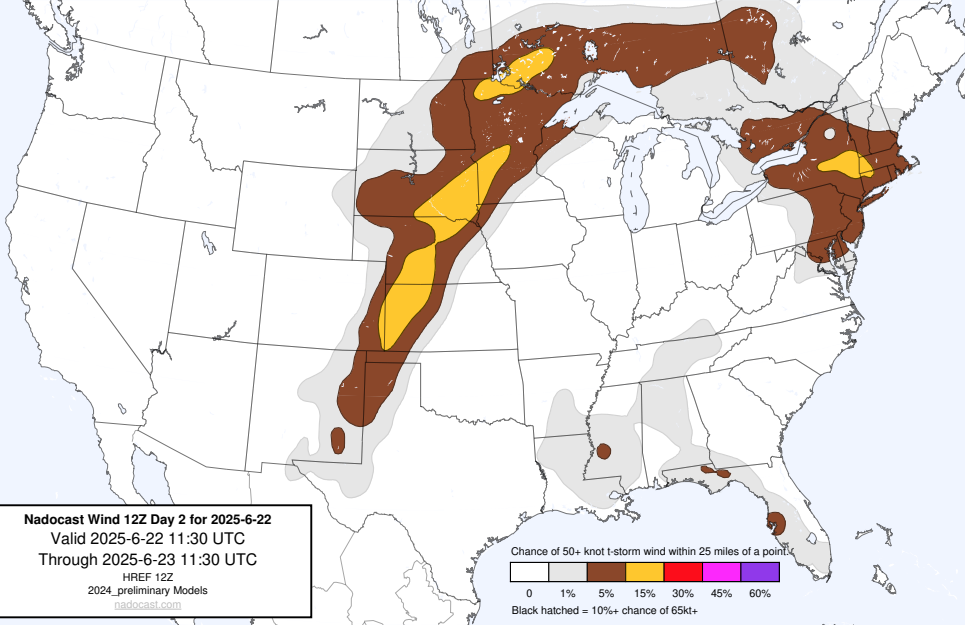 Nadocast Wind 12Z Day 2 for 2025-6-22
Valid 2025-6-22 11:30 UTC
Through 2025-6-23 11:30 UTC
HREF 12Z
2024_preliminary Models
nadocast.com
Chance of 50+ knot t-storm wind within 25 miles of a point.
0 1% 5% 15% 30% 45% 60%
Black hatched = 10%+ chance of 65kt+